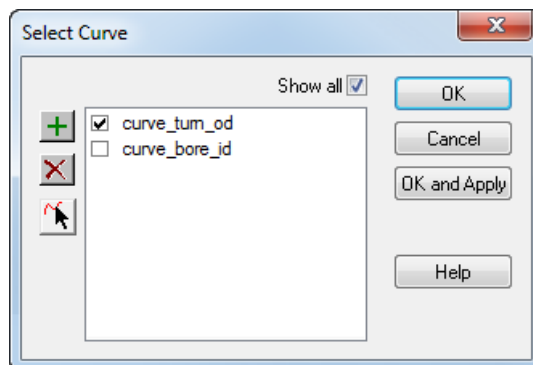 Select Curve
Show all
curve_turn_od
curve_bore_id
OK
Cancel
OK and Apply
Help